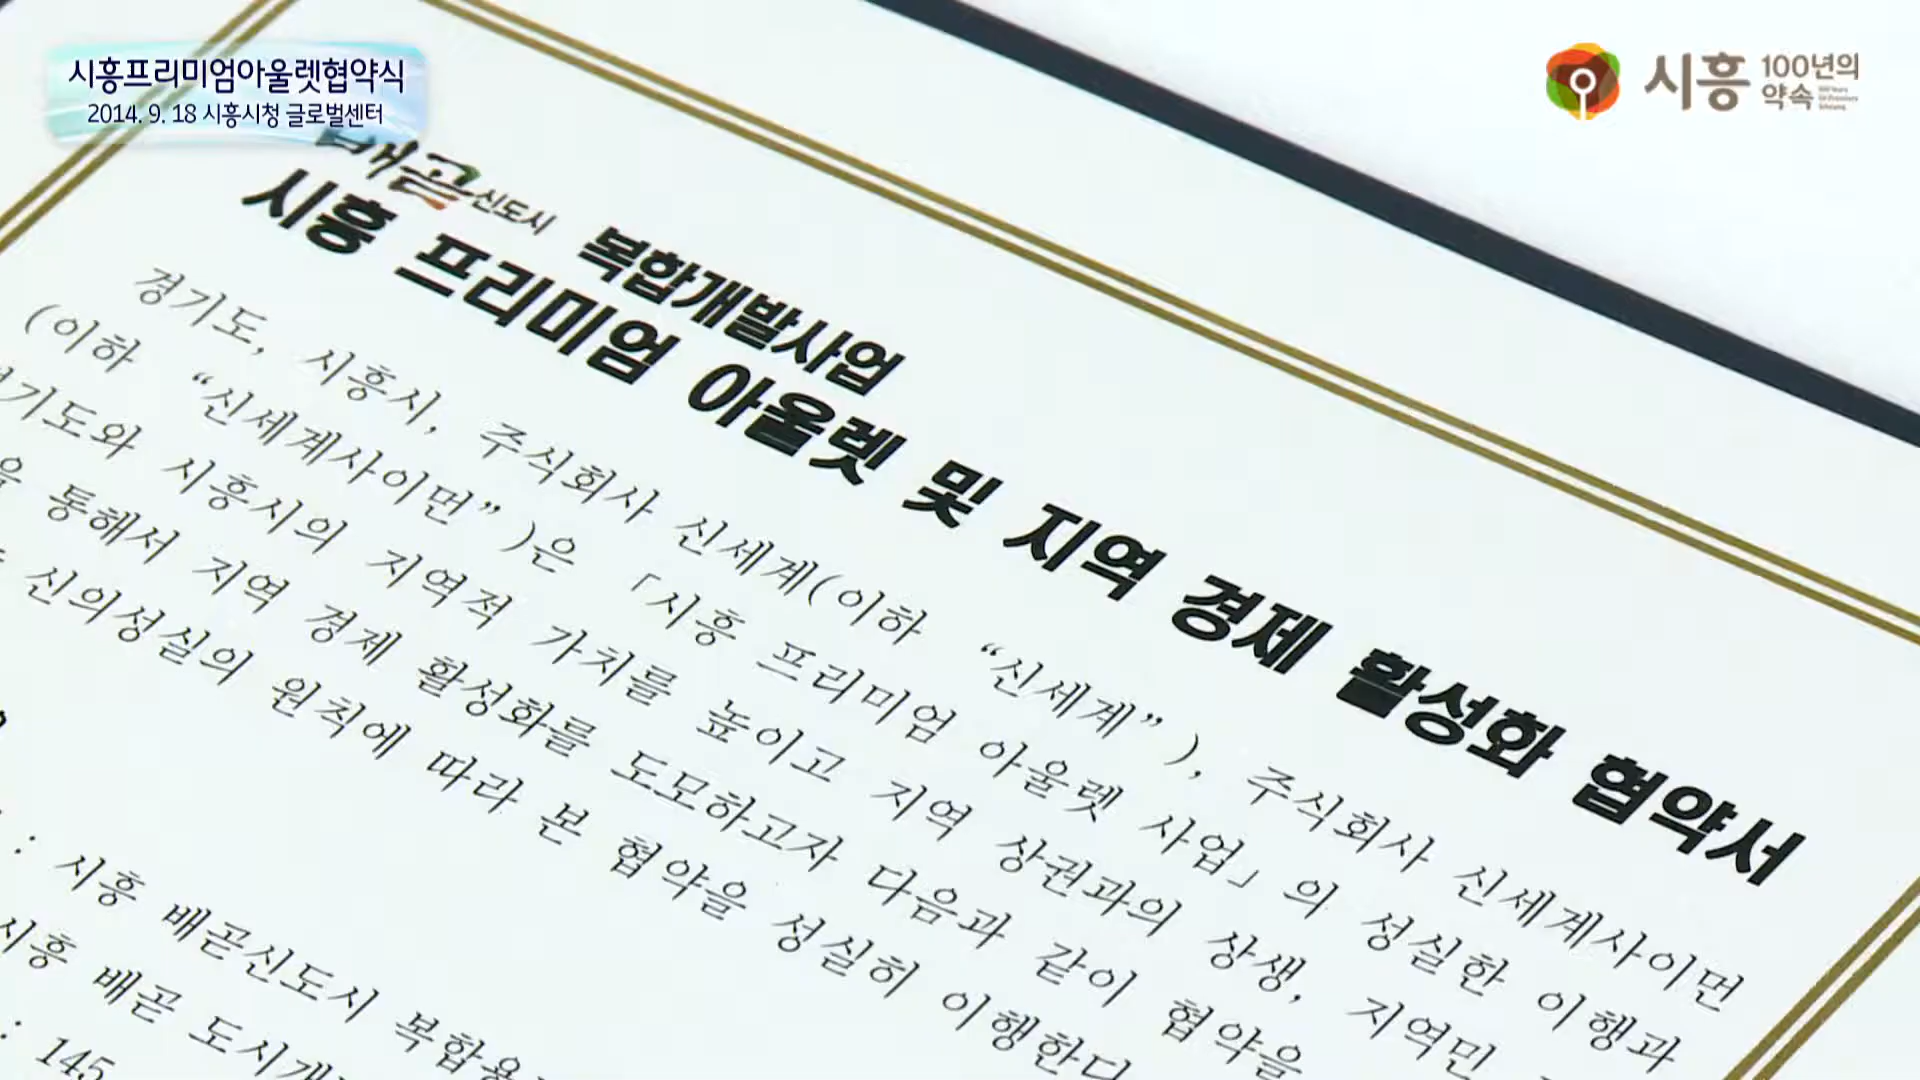 시흥프리미엄아울렛협약식
2014. 9. 18 시흥시청 글로벌센터
시흥 100년의
약속
배곧신도시 복합개발사업
시흥 프리미엄 아울렛 및 지역 경제 활성화 협약서
경기도, 시흥시, 주식회사 신세계(이하 “신세계”), 주식회사 신세계사이먼
(이하 “신세계사이먼”)은 「시흥 프리미엄 아울렛 사업」의 성실한 이행과
경기도와 시흥시의 지역적 가치를 높이고 지역 상권과의 상생, 지역민
을 통해서 지역 경제 활성화를 도모하고자 다음과 같이 협약을
신의성실의 원칙에 따라 본 협약을 성실히 이행한다
: 시흥 배곧신도시 복합용
시흥 배곧 도시개
: 145